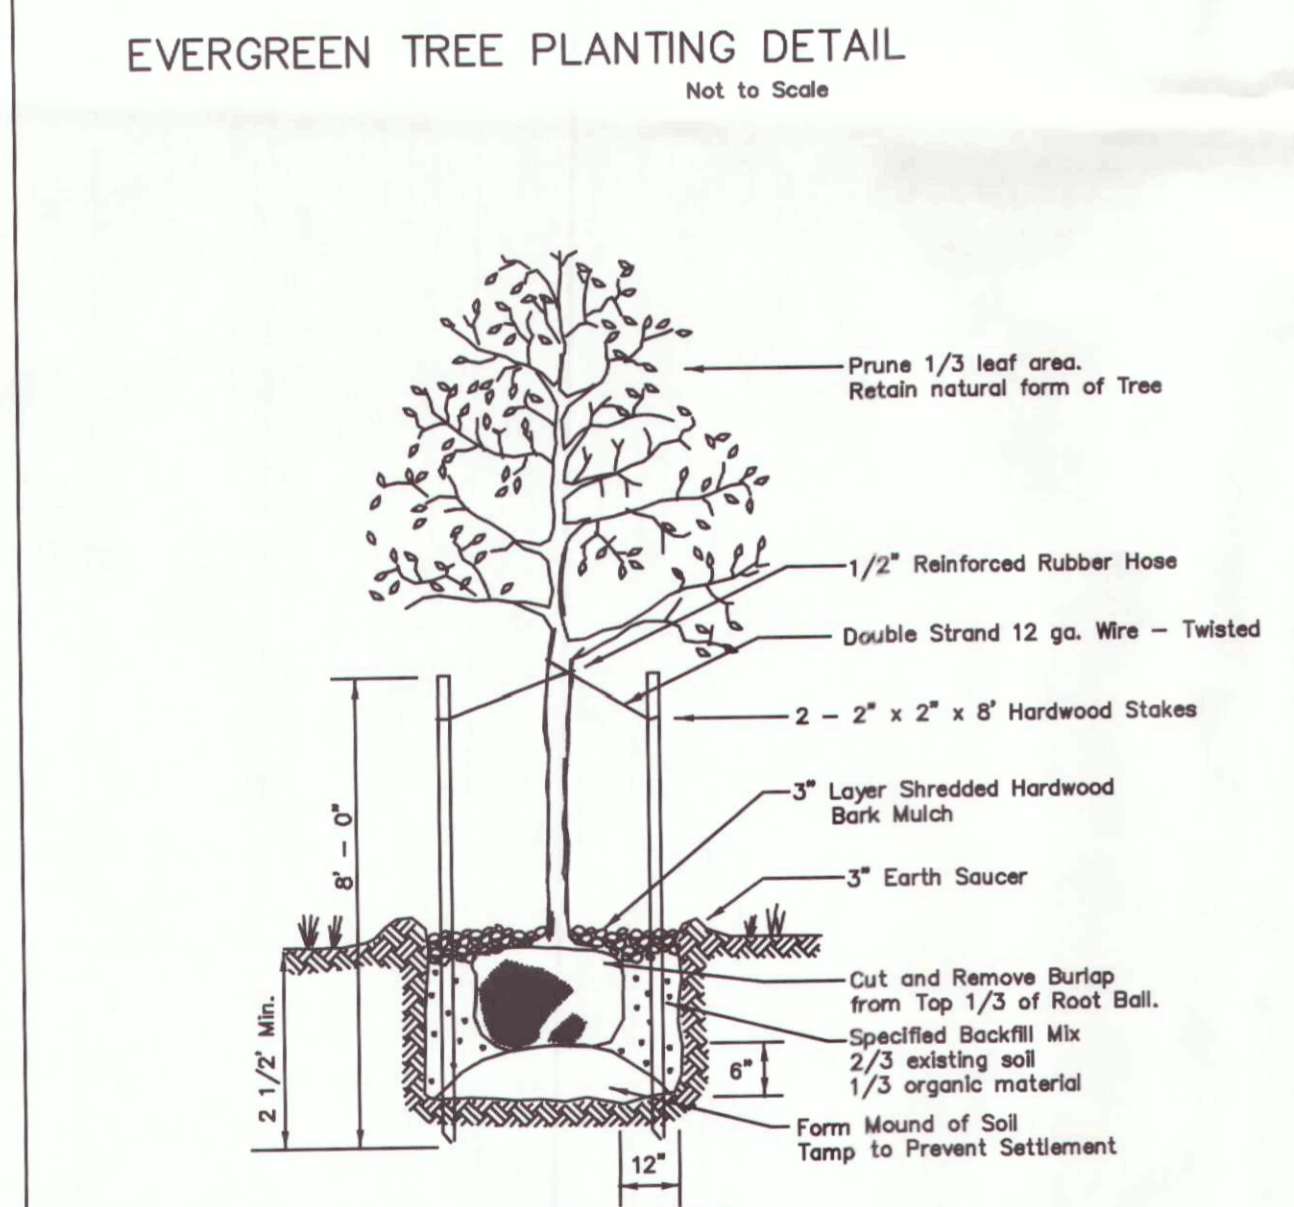 EVERGREEN TREE PLANTING DETAIL
Not to Scale
Prune 1/3 leaf area.
Retain natural form of Tree
1/2" Reinforced Rubber Hose
Double Strand 12 ga. Wire - Twisted
2 - 2" x 2" x 8' Hardwood Stakes
3" Layer Shredded Hardwood
Bark Mulch
8' - 0"
3" Earth Saucer
Cut and Remove Burlap
from Top 1/3 of Root Ball.
2 1/2' Min.
Specified Backfill Mix
2/3 existing soil
1/3 organic material
6"
Form Mound of Soil
Tamp to Prevent Settlement
12"